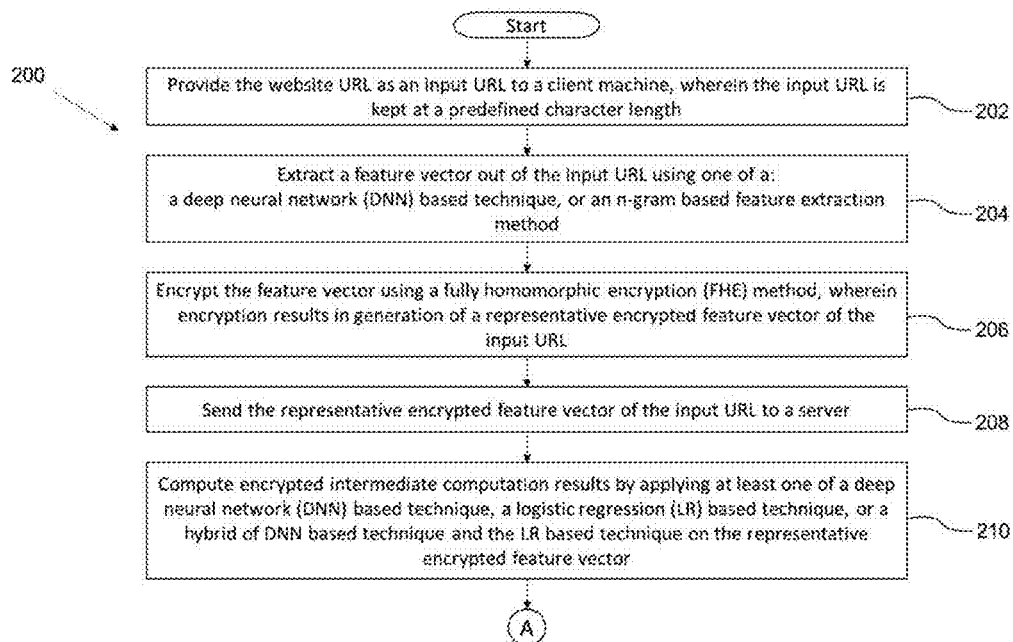 Start
200
Provide the website URL as an input URL to a client machine, wherein the input URL is
kept at a predefined character length
202
Extract a feature vector out of the input URL using one of a:
a deep neural network (DNN) based technique, or an n-gram based feature extraction
method
204
Encrypt the feature vector using a fully homomorphic encryption (FHE) method, wherein
encryption results in generation of a representative encrypted feature vector of the
input URL
206
Send the representative encrypted feature vector of the input URL to a server
208
Compute encrypted intermediate computation results by applying at least one of a deep
neural network (DNN) based technique, a logistic regression (LR) based technique, or a
hybrid of DNN based technique and the LR based technique on the representative
encrypted feature vector
210
A